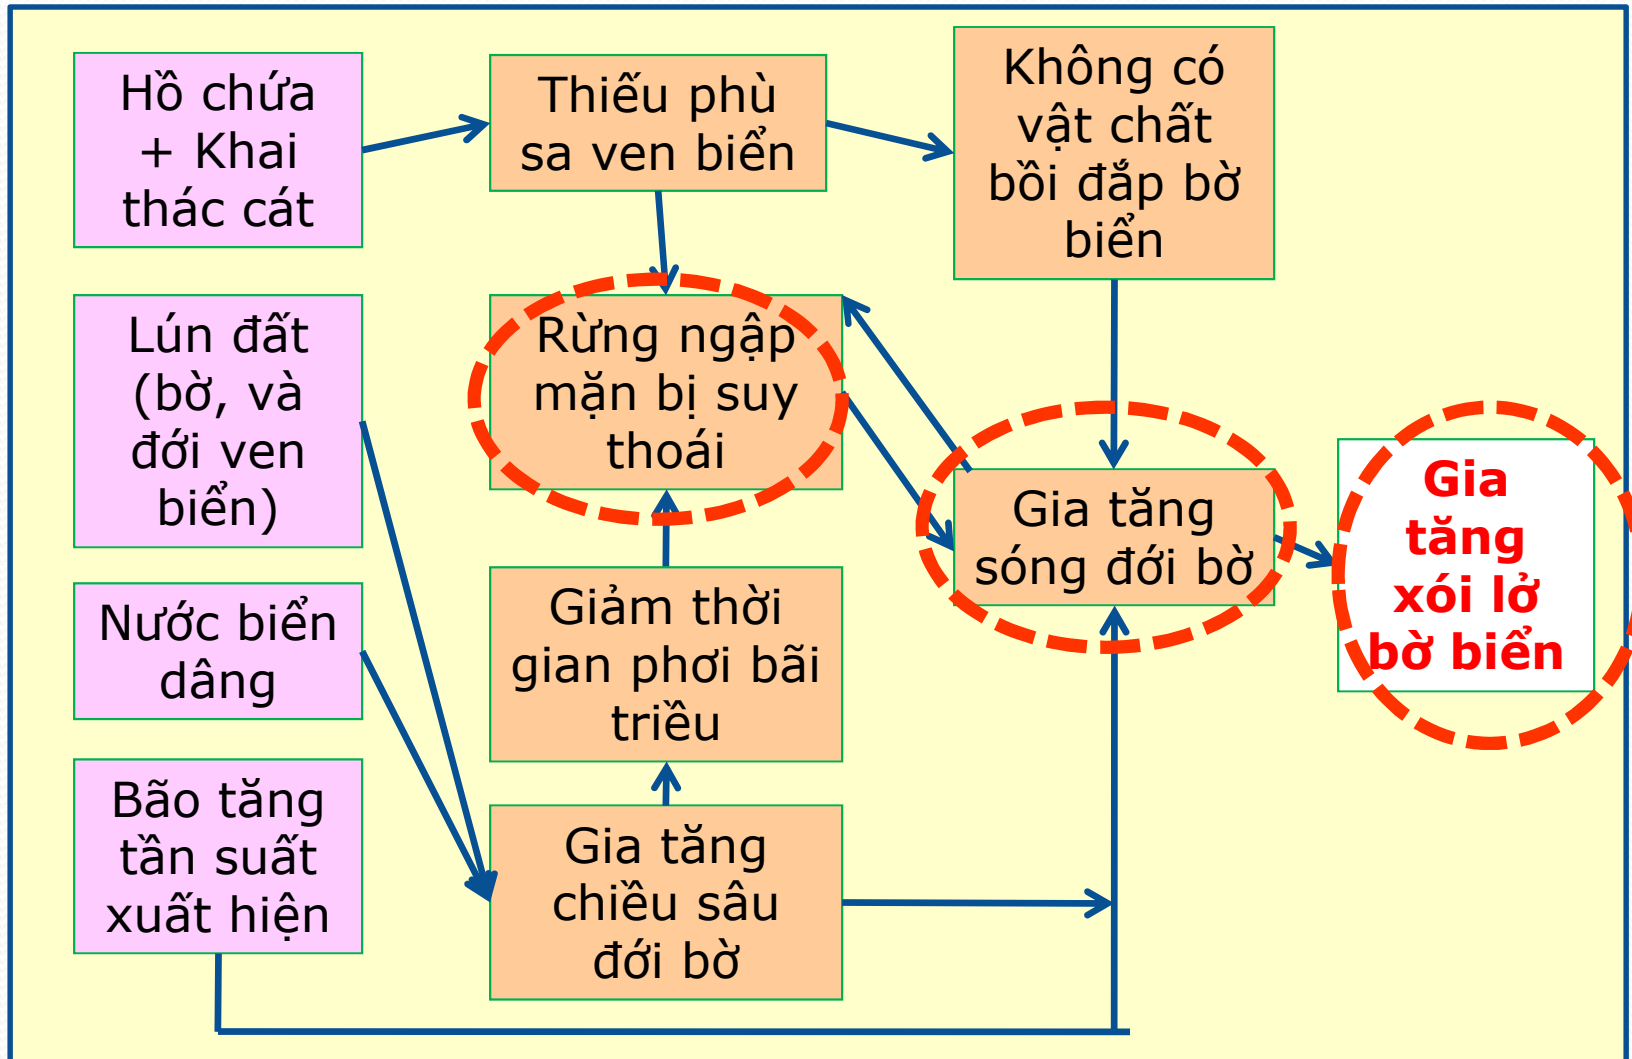 Hồ chứa
+ Khai
thác cát
Thiếu phù
sa ven biển
Không có
vật chất
bồi đắp bờ
biển
Lún đất
(bờ, và
đới ven
biển)
Rừng ngập
mặn bị suy
thoái
Gia tăng
sóng đới bờ
Gia
tăng
xói lở
bờ biển
Nước biển
dâng
Giảm thời
gian phơi bãi
triều
Bão tăng
tần suất
xuất hiện
Gia tăng
chiều sâu
đới bờ